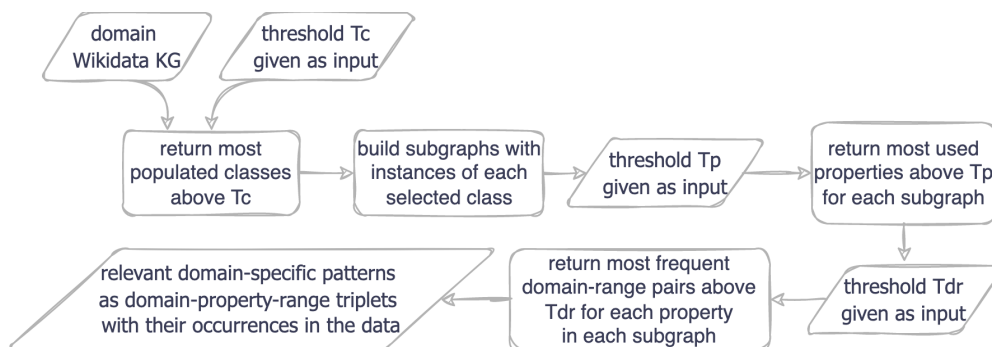 domain
Wikidata KG
threshold Tc
given as input
return most
populated classes
above Tc
build subgraphs with
instances of each
selected class
threshold Tp
given as input
return most used
properties above Tp
for each subgraph
threshold Tdr
given as input
return most frequent
domain-range pairs above
Tdr for each property
in each subgraph
relevant domain-specific patterns
as domain-property-range triplets
with their occurrences in the data